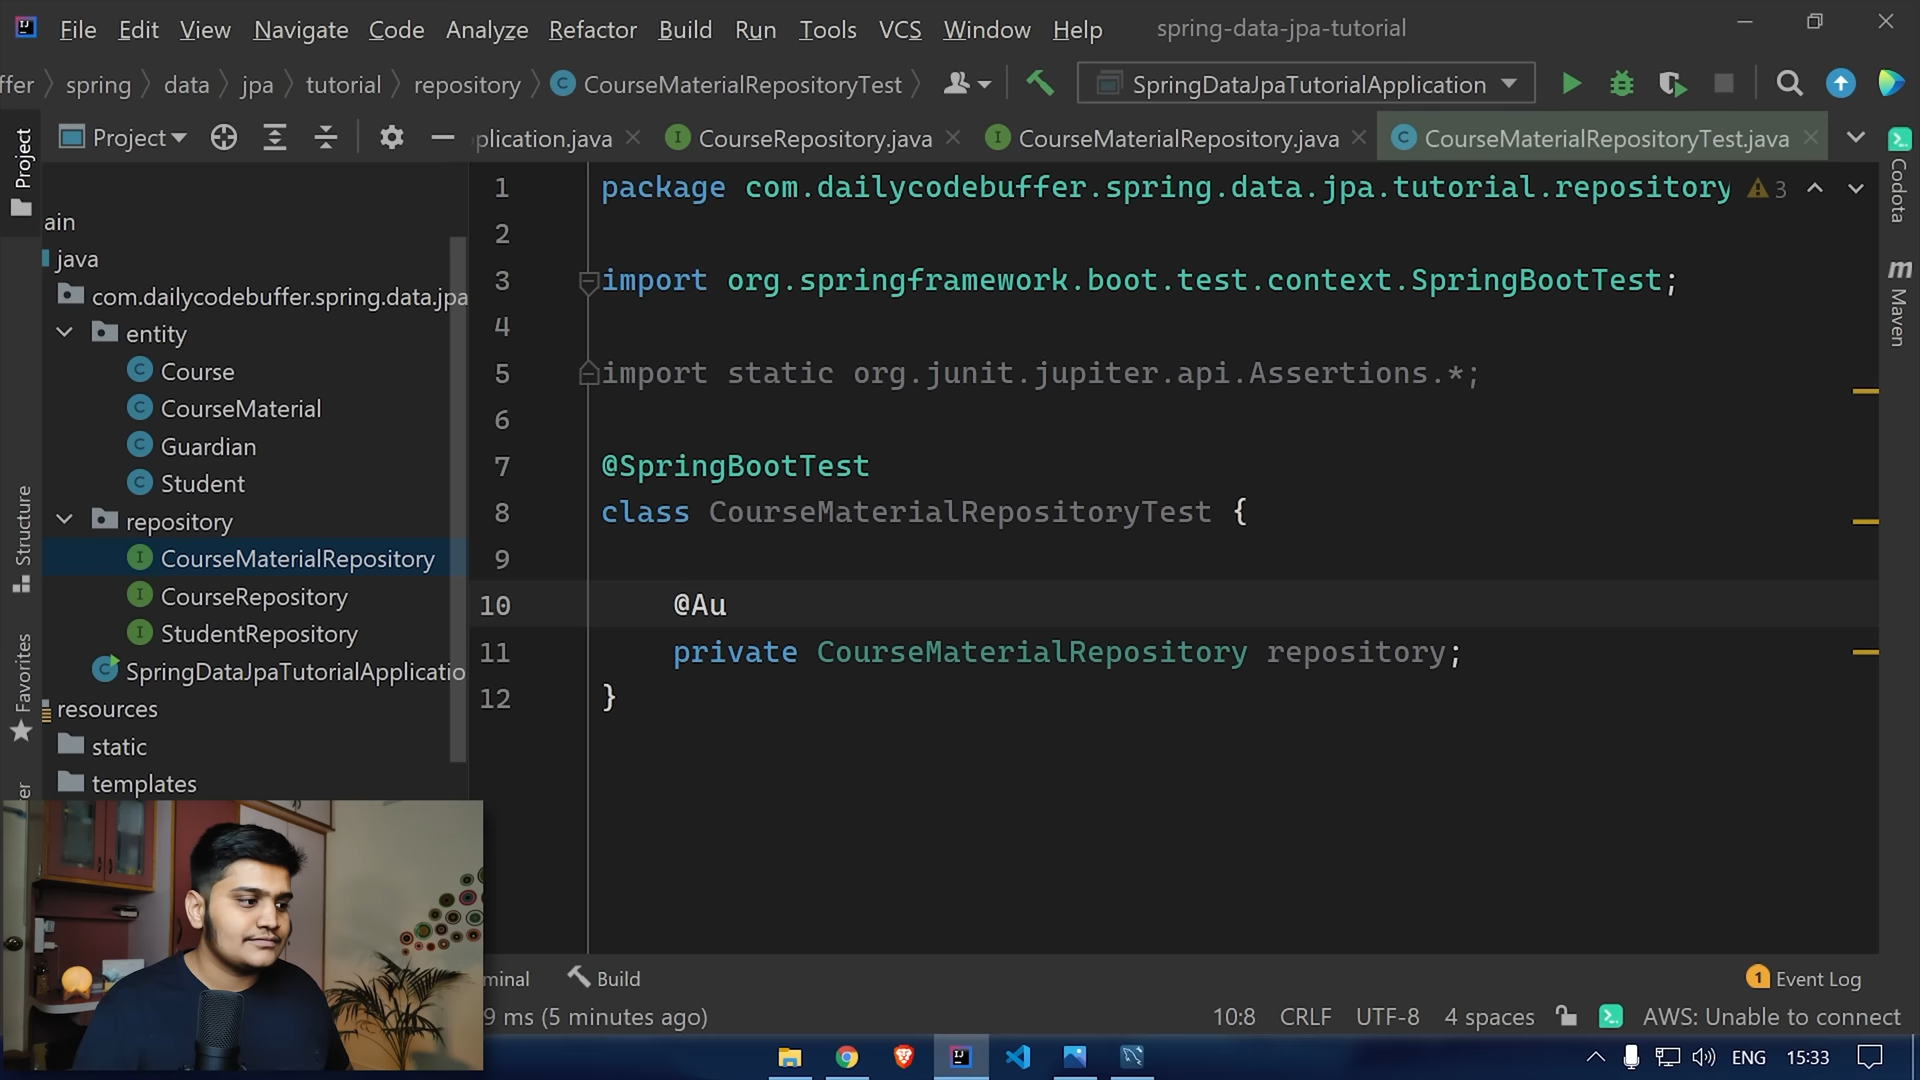 File Edit View Navigate Code Analyze Refactor Build Run Tools VCS Window Help spring-data-jpa-tutorial
ffer spring data jpa tutorial repository CourseMaterialRepositoryTest SpringDataJpaTutorialApplication
Project
plication.java CourseRepository.java CourseMaterialRepository.java CourseMaterialRepositoryTest.java
Project
Structure
Favorites
er
ain
java
com.dailycodebuffer.spring.data.jpa
entity
Course
CourseMaterial
Guardian
Student
repository
CourseMaterialRepository
CourseRepository
StudentRepository
SpringDataJpaTutorialApplicatio
resources
static
templates
1 package com.dailycodebuffer.spring.data.jpa.tutorial.repository 3
2
3 import org.springframework.boot.test.context.SpringBootTest;
4
5 import static org.junit.jupiter.api.Assertions.*;
6
7 @SpringBootTest
8 class CourseMaterialRepositoryTest {
9
10 @Au
11 private CourseMaterialRepository repository;
12 }
Codota
m Maven
minal Build 1 Event Log
9 ms (5 minutes ago) 10:8 CRLF UTF-8 4 spaces AWS: Unable to connect
ENG 15:33